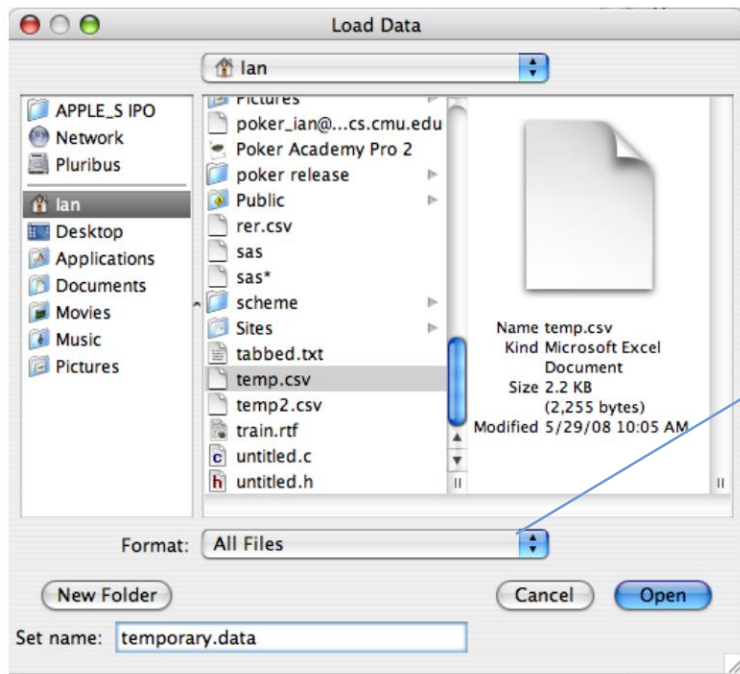 Load Data
Ian
APPLE_S IPO
Network
Pluribus
Ian
Desktop
Applications
Documents
Movies
Music
Pictures
Pictures
poker_ian@...cs.cmu.edu
Poker Academy Pro 2
poker release
Public
rer.csv
sas
sas*
scheme
Sites
tabbed.txt
temp.csv
temp2.csv
train.rtf
untitled.c
untitled.h
Name temp.csv
Kind Microsoft Excel
Document
Size 2.2 KB
(2,255 bytes)
Modified 5/29/08 10:05 AM
Format: All Files
New Folder
Cancel
Open
Set name: temporary.data